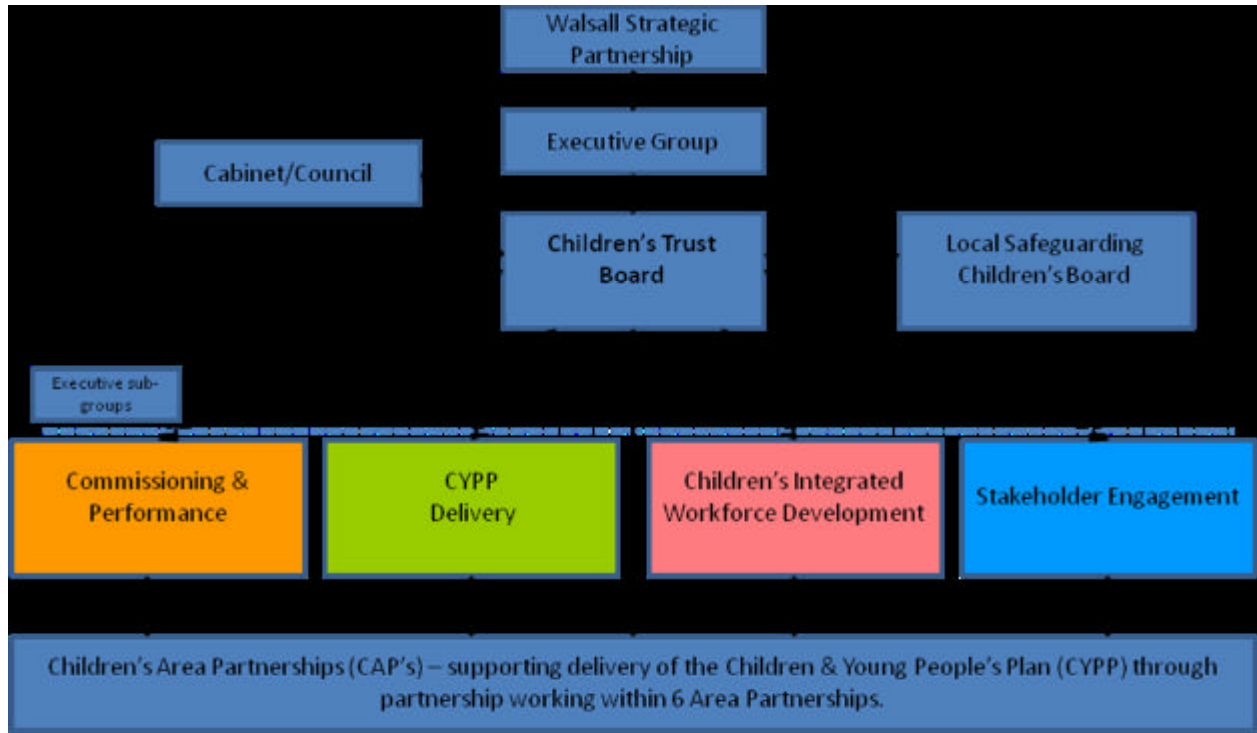 Walsall Strategic
Partnership
Executive Group
Cabinet/Council
Children's Trust
Board
Local Safeguarding
Children's Board
Executive sub-
groups
Commissioning &
Performance
CYPP
Delivery
Children's Integrated
Workforce Development
Stakeholder Engagement
Children's Area Partnerships (CAP's) – supporting delivery of the Children & Young People's Plan (CYPP) through
partnership working within 6 Area Partnerships.